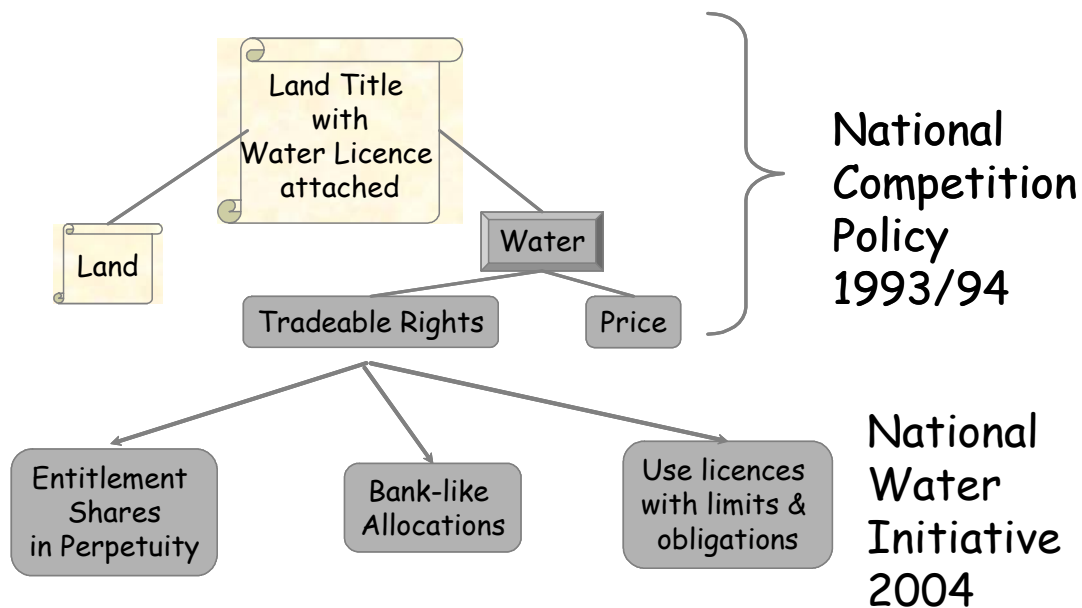 Land Title
with
Water Licence
attached
National
Competition
Policy
1993/94
Land
Water
Tradeable Rights
Price
Entitlement
Shares
in Perpetuity
Bank-like
Allocations
Use licences
with limits &
obligations
National
Water
Initiative
2004